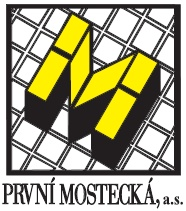 M
PRVNÍ MOSTECKÁ, a.s.